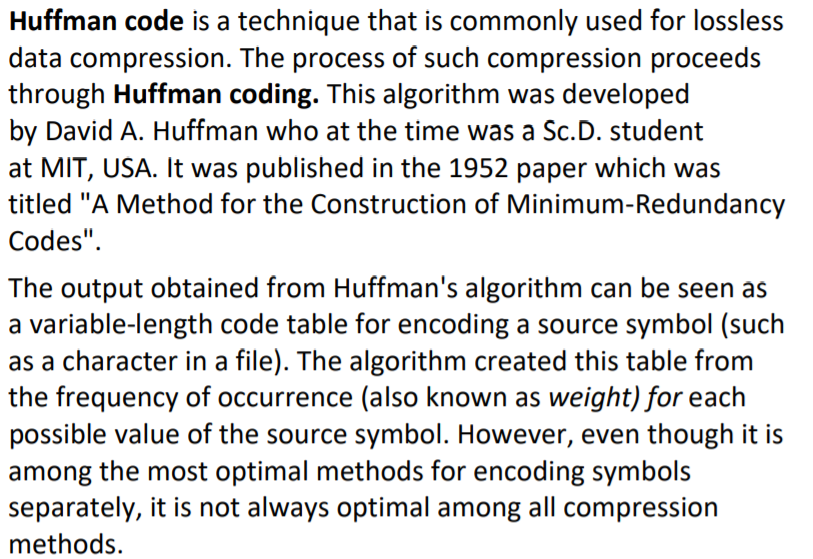 Huffman code is a technique that is commonly used for lossless
data compression. The process of such compression proceeds
through Huffman coding. This algorithm was developed
by David A. Huffman who at the time was a Sc.D. student
at MIT, USA. It was published in the 1952 paper which was
titled "A Method for the Construction of Minimum-Redundancy
Codes".
The output obtained from Huffman's algorithm can be seen as
a variable-length code table for encoding a source symbol (such
as a character in a file). The algorithm created this table from
the frequency of occurrence (also known as weight) for each
possible value of the source symbol. However, even though it is
among the most optimal methods for encoding symbols
separately, it is not always optimal among all compression
methods.